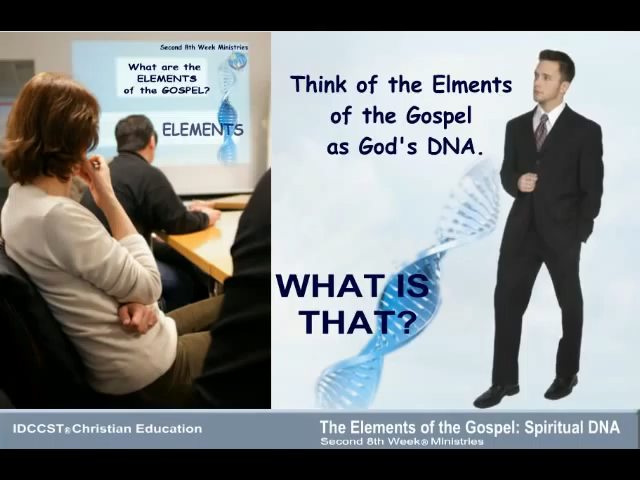 Second 8th Week Ministries
What are the
ELEMENTS
of the GOSPEL?
ELEMENTS
Think of the Elments
of the Gospel
as God's DNA.
WHAT IS
THAT?
IDCCST® Christian Education
The Elements of the Gospel: Spiritual DNA
Second 8th Week® Ministries